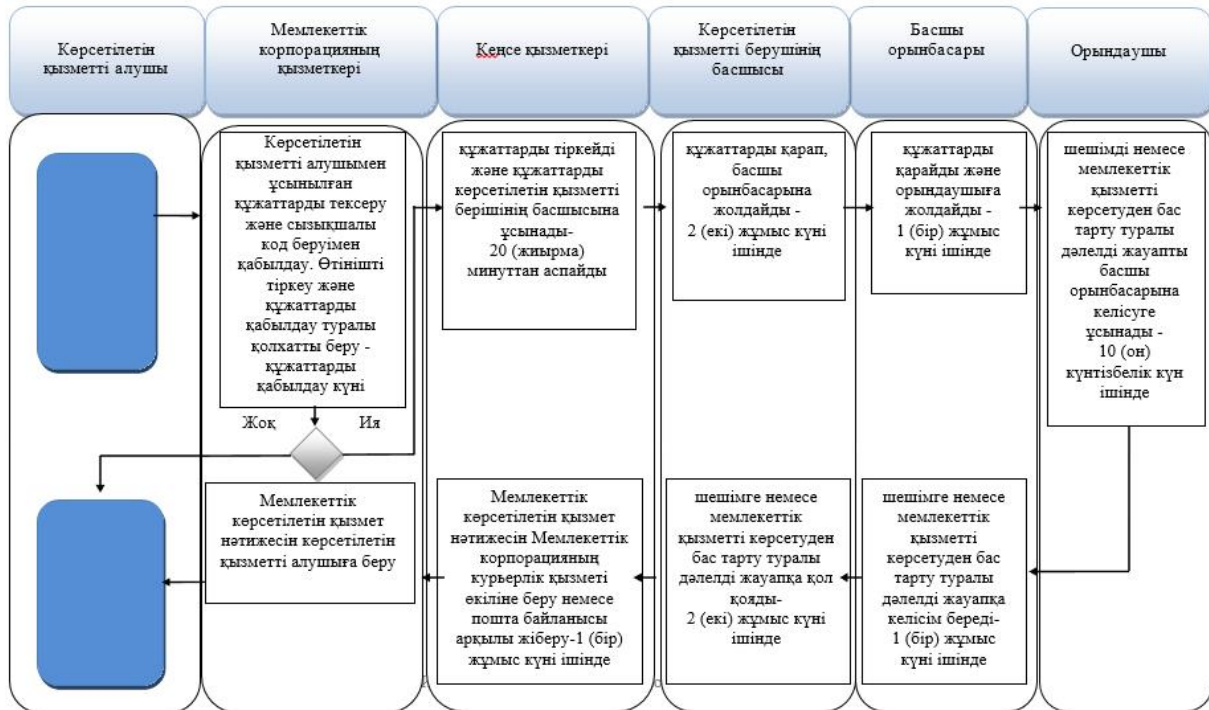 Көрсетілетін
қызметті алушы
Мемлекеттік
корпорацияның
қызметкері
Кеңсе қызметкері
Көрсетілетін
қызметті берушінің
басшысы
Басшы
орынбасары
Орындаушы
Көрсетілетін
қызметті алушымен
ұсынылған
құжаттарды тексеру
және сызықшалы
код беруімен
қабылдау. Өтінішті
тіркеу және
құжаттарды
қабылдау туралы
қолхатты беру -
құжаттарды
қабылдау күні
құжаттарды тіркейді
және құжаттарды
көрсетілетін қызметті
берішінің басшысына
ұсынады-
20 (жиырма)
минуттан аспайды
құжаттарды қарап,
басшы
орынбасарына
жолдайды -
2 (екі) жұмыс күні
ішінде
құжаттарды
қарайды және
орындаушыға
жолдайды -
1 (бір) жұмыс
күні ішінде
шешімді немесе
мемлекеттік
қызметті
көрсетуден бас
тарту туралы
дәлелді жауапты
басшы
орынбасарына
келісуге
ұсынады -
10 (он)
күнтізбелік күн
ішінде
Жоқ
Ия
Мемлекеттік
көрсетілетін қызмет
нәтижесін көрсетілетін
қызметті алушыға беру
Мемлекеттік
көрсетілетін қызмет
нәтижесін Мемлекеттік
корпорацияның
курьерлік қызметі
өкіліне беру немесе
пошта байланысы
арқылы жіберу-1 (бір)
жұмыс күні ішінде
шешімге немесе
мемлекеттік
қызметті көрсетуден
бас тарту туралы
дәлелді жауапқа қол
қояды-
2 (екі) жұмыс күні
ішінде
шешімге немесе
мемлекеттік
қызметті
көрсетуден бас
тарту туралы
дәлелді жауапқа
келісім береді-
1 (бір) жұмыс
күні ішінде